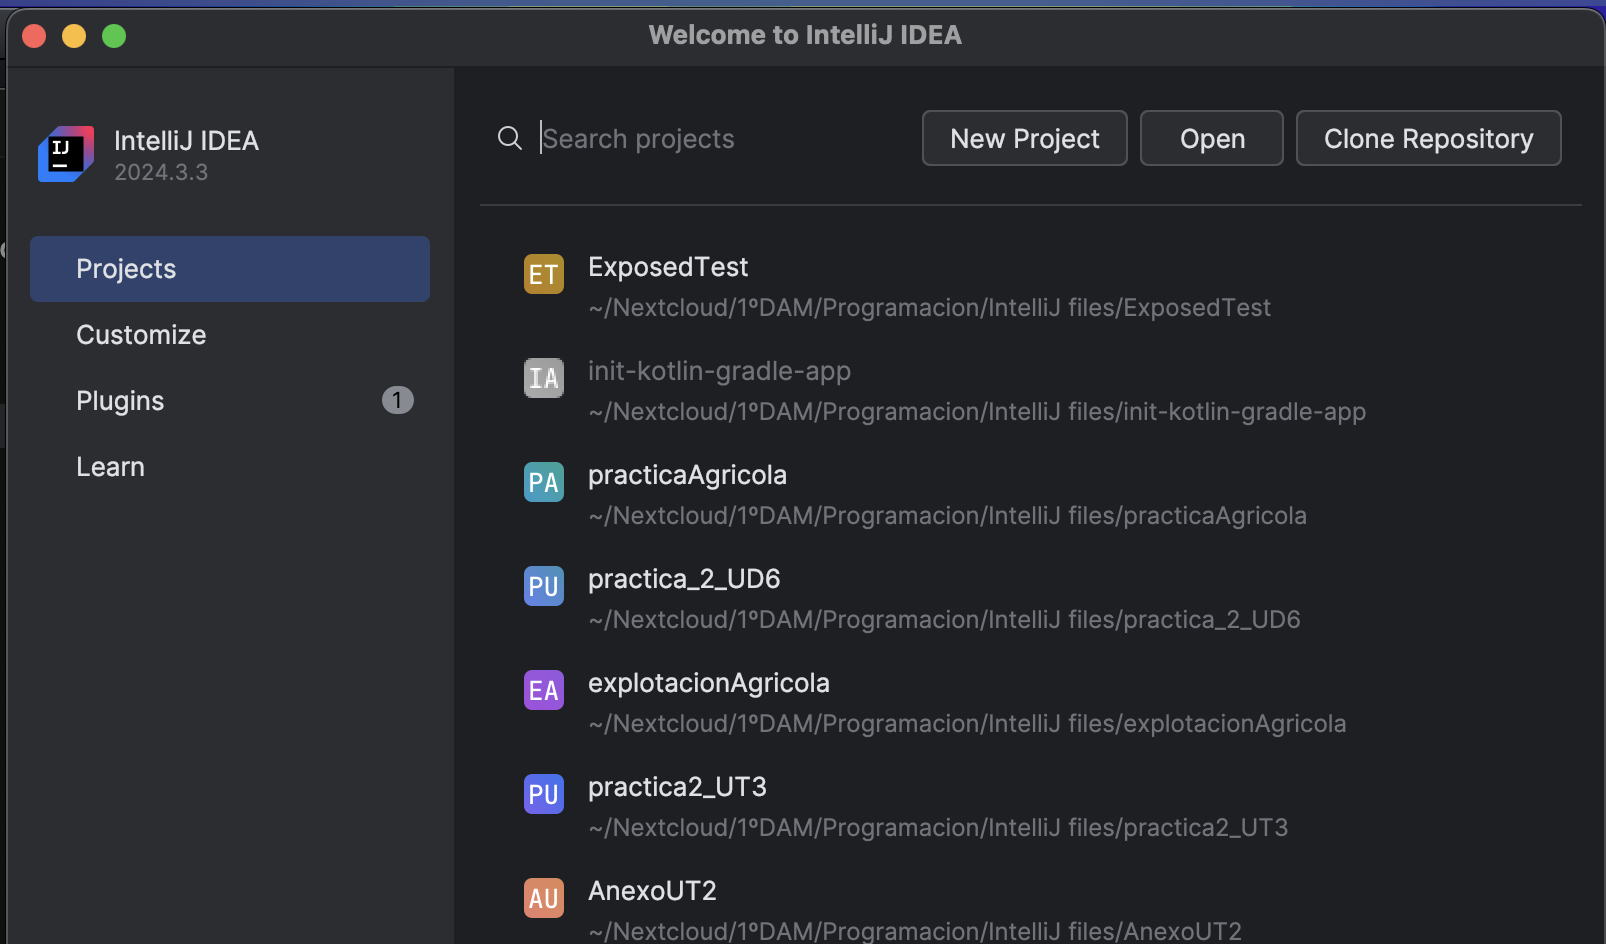 Welcome to IntelliJ IDEA
IJ
IntelliJ IDEA
2024.3.3
Projects
Customize
Plugins 1
Learn
Search projects
New Project
Open
Clone Repository
ET
ExposedTest
~/Nextcloud/1ºDAM/Programacion/IntelliJ files/ExposedTest
IA
init-kotlin-gradle-app
~/Nextcloud/1ºDAM/Programacion/IntelliJ files/init-kotlin-gradle-app
PA
practicaAgricola
~/Nextcloud/1ºDAM/Programacion/IntelliJ files/practicaAgricola
PU
practica_2_UD6
~/Nextcloud/1ºDAM/Programacion/IntelliJ files/practica_2_UD6
EA
explotacionAgricola
~/Nextcloud/1ºDAM/Programacion/IntelliJ files/explotacionAgricola
PU
practica2_UT3
~/Nextcloud/1ºDAM/Programacion/IntelliJ files/practica2_UT3
AU
AnexoUT2
~/Nextcloud/1ºDAM/Programacion/IntelliJ files/AnexoUT2